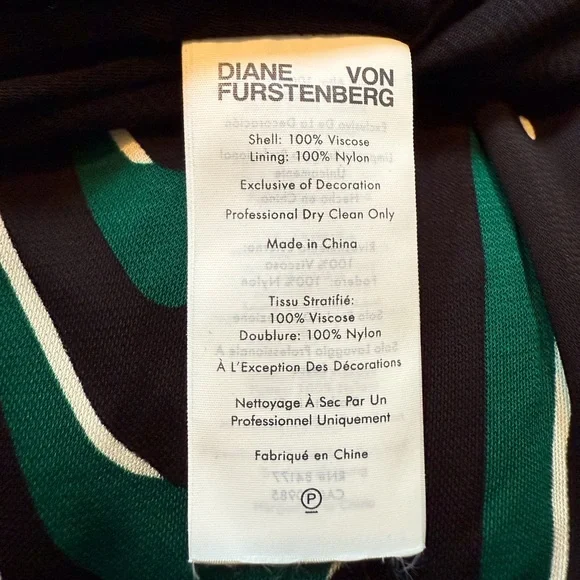 DIANE VON
FURSTENBERG
Shell: 100% Viscose
Lining: 100% Nylon
Exclusive of Decoration
Professional Dry Clean Only
Made in China
Tissu Stratifié:
100% Viscose
Doublure: 100% Nylon
À L'Exception Des Décorations
Nettoyage À Sec Par Un
Professionnel Uniquement
Fabriqué en Chine
P